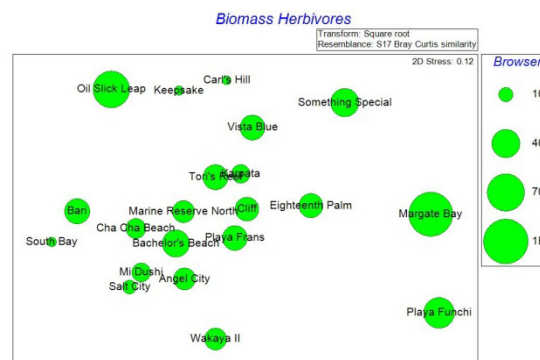 Biomass Herbivores
Transform: Square root
Resemblance: S17 Bray Curtis similarity
2D Stress: 0.12
Browser
Oil Slick Leap
Keepsake
Carl's Hill
Something Special
Vista Blue
Tori's Reef
Karpata
Bari
Marine Reserve North
Cliff
Eighteenth Palm
Margate Bay
Cha Cha Beach
South Bay
Bachelor's Beach
Playa Frans
Mi Dushi
Angel City
Salt City
Playa Funchi
Wakaya II